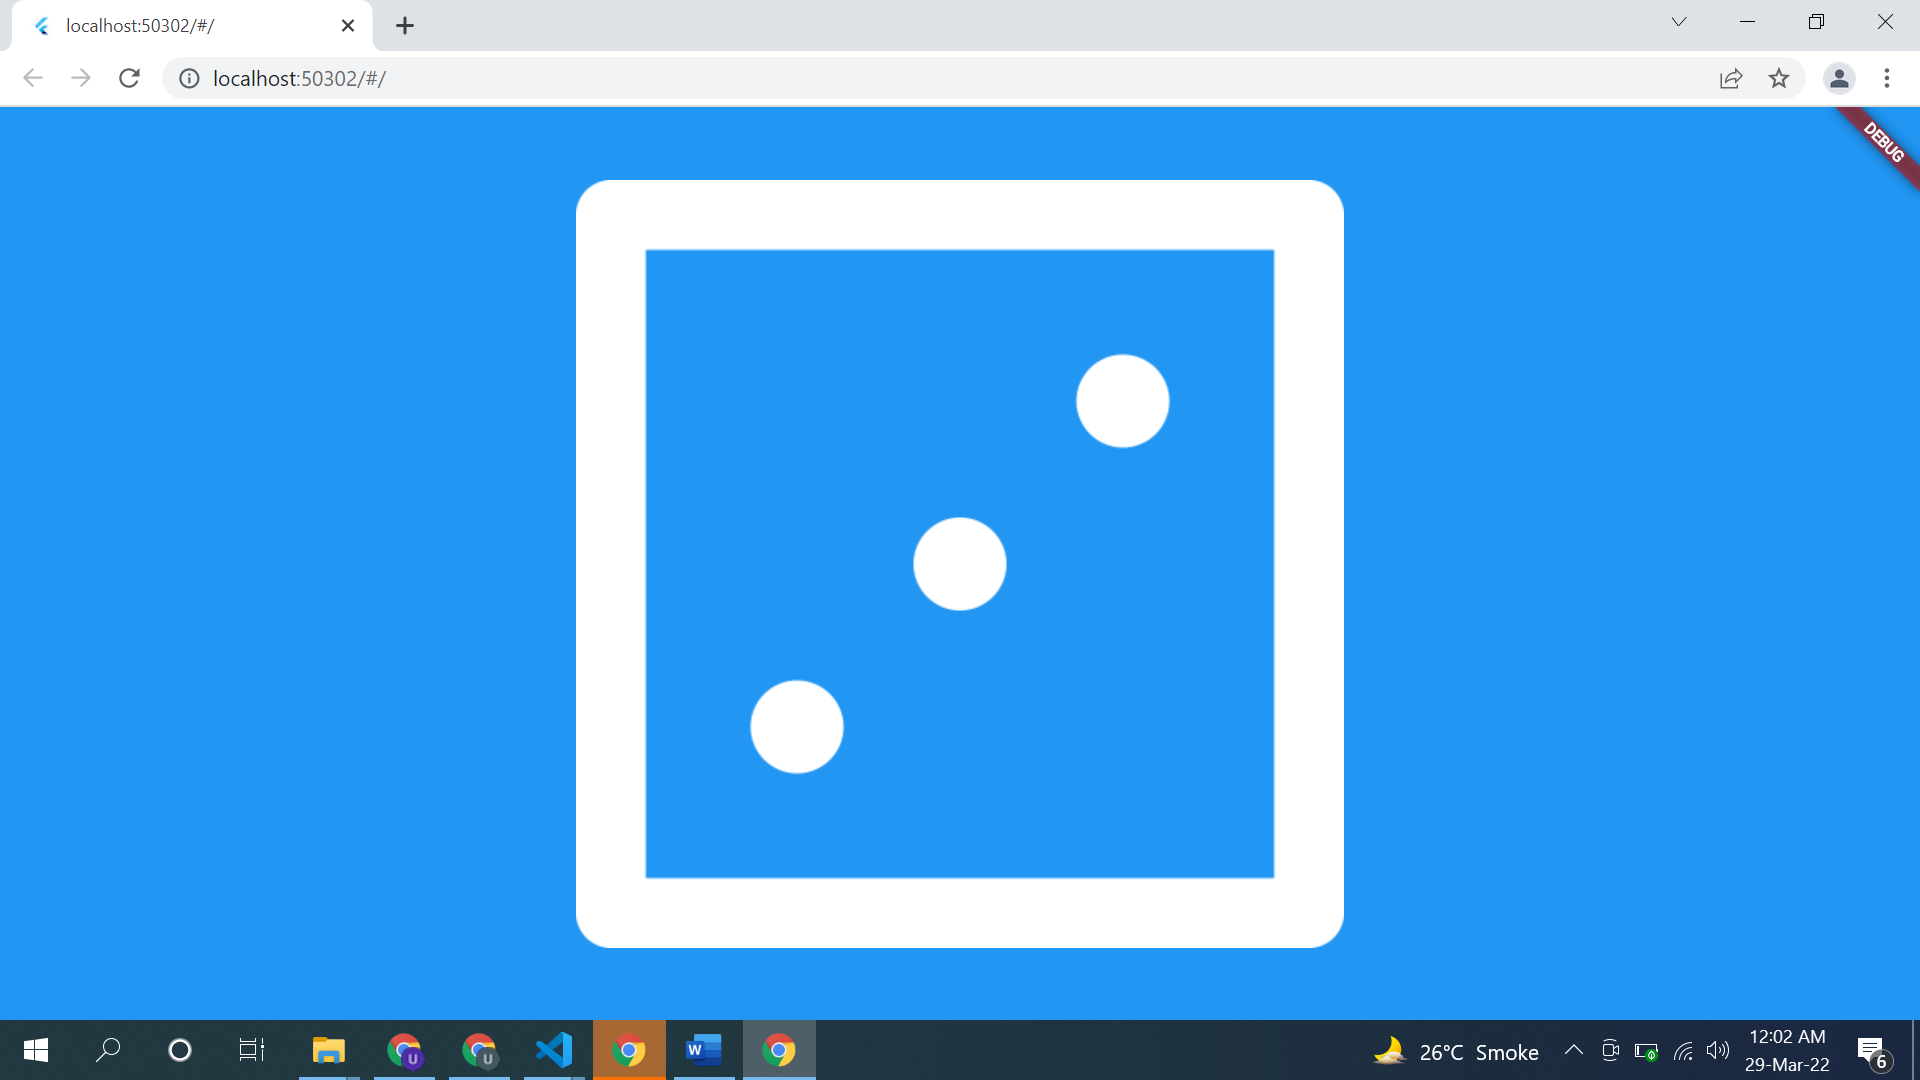 localhost:50302/#/
localhost:50302/#/
DEBUG
U
U
W
26°C Smoke
12:02 AM
29-Mar-22
6